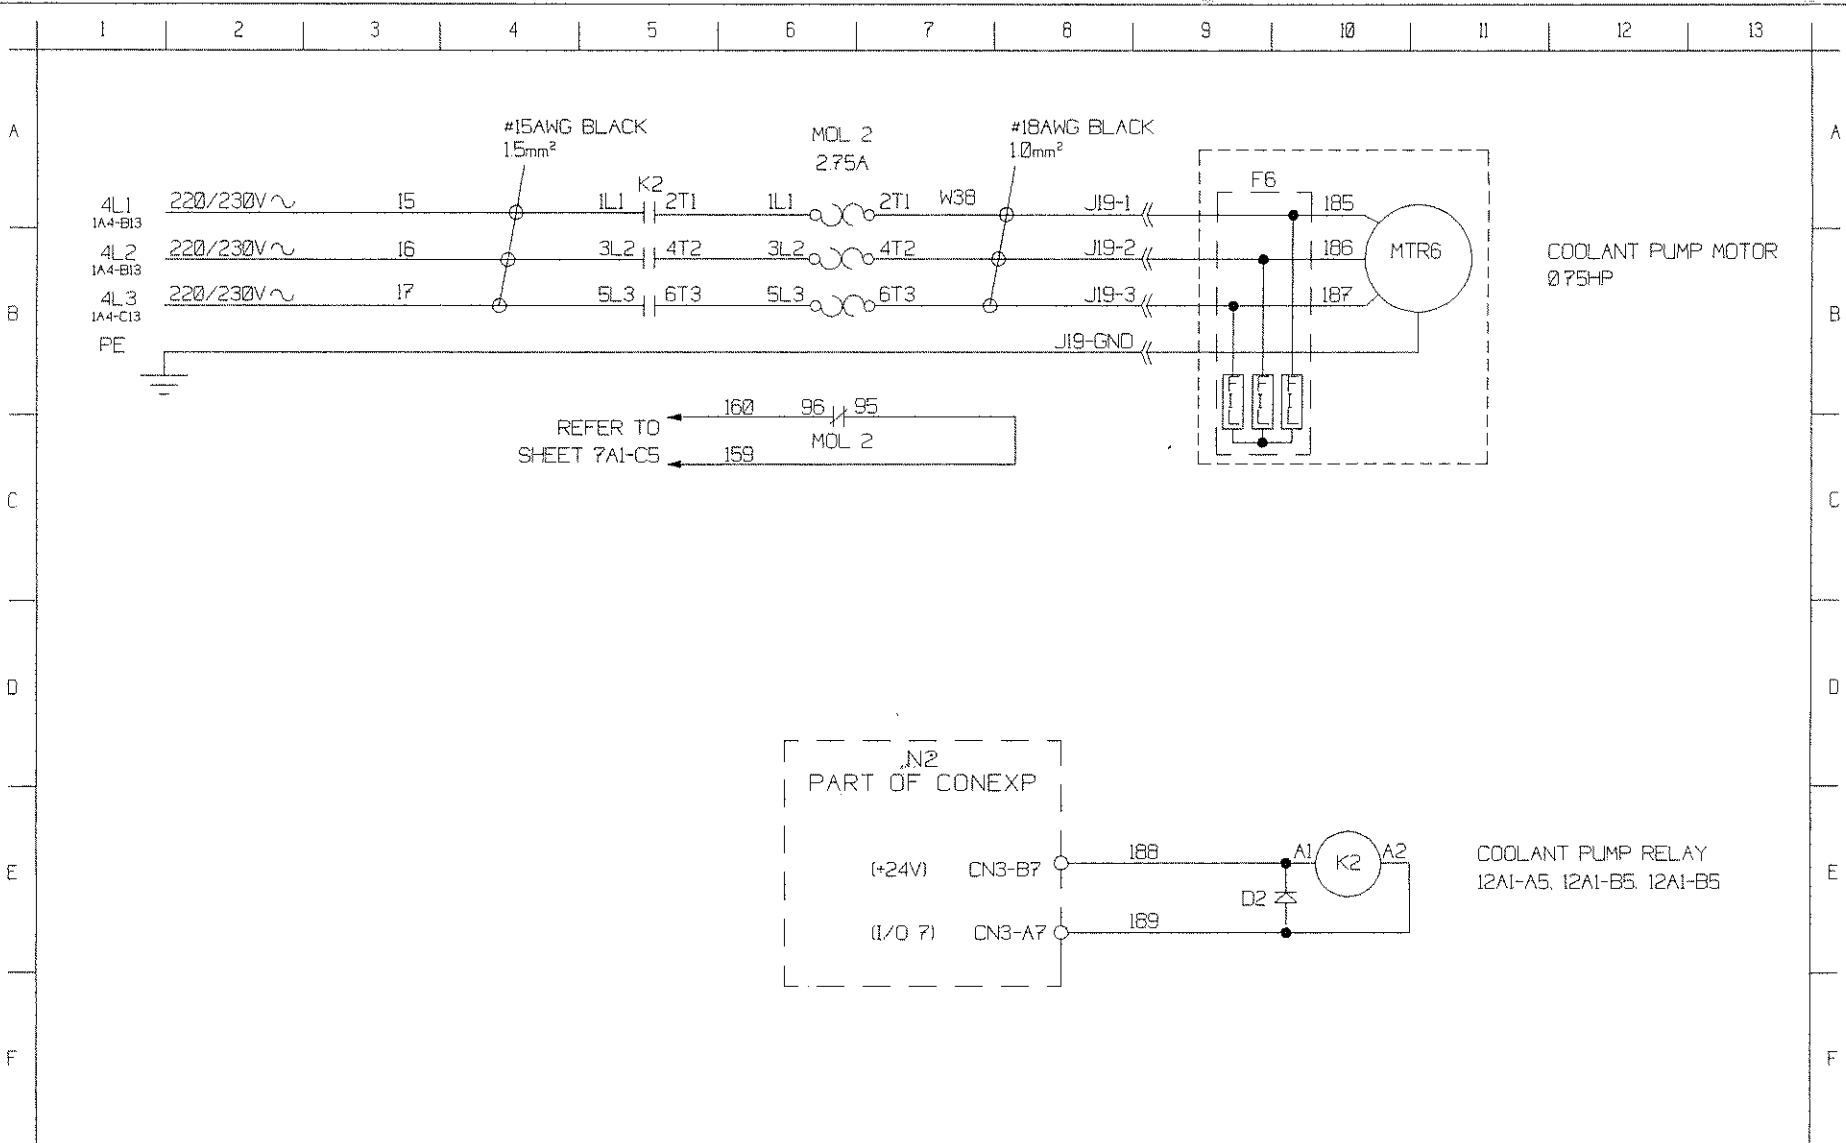 1 2 3 4 5 6 7 8 9 10 11 12 13
A A
#15AWG BLACK
1.5mm²
MOL 2
2.75A
#18AWG BLACK
1.0mm²
4L1 220/230V 15 1L1 K2 2T1 1L1 2T1 W38 J19-1 F6 185
1A4-B13
4L2 220/230V 16 3L2 4T2 3L2 4T2 J19-2 186 MTR6
1A4-B13
COOLANT PUMP MOTOR
0.75HP
4L3 220/230V 17 5L3 6T3 5L3 6T3 J19-3 187
1A4-C13
B B
PE J19-GND
FIL FIL FIL
160 96 95
REFER TO
MOL 2
SHEET 7A1-C5 159
C C
D D
N2
PART OF CONEXP
(+24V) CN3-B7 188 A1 K2 A2
COOLANT PUMP RELAY
12A1-A5, 12A1-B5, 12A1-B5
E E
D2
(I/O 7) CN3-A7 189
F F